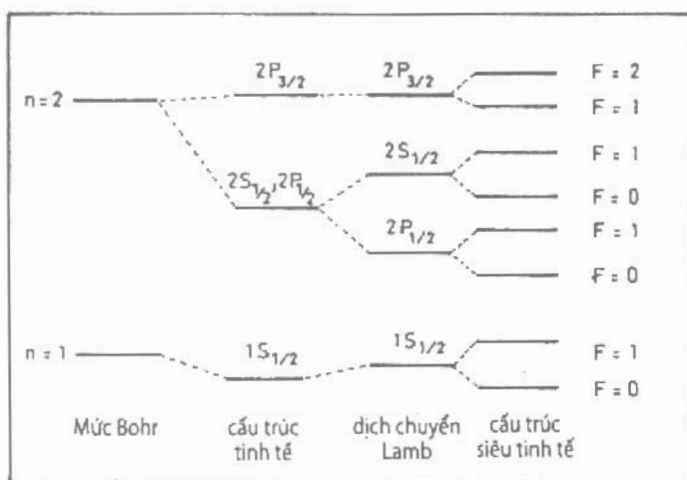 2P3/2 2P3/2 F = 2
n = 2 F = 1
2S1/2, 2P1/2 2S1/2 F = 1
F = 0
2P1/2 F = 1
F = 0
n = 1 1S1/2 1S1/2 F = 1
F = 0
Mức Bohr cấu trúc dịch chuyển cấu trúc
tinh tế Lamb siêu tinh tế